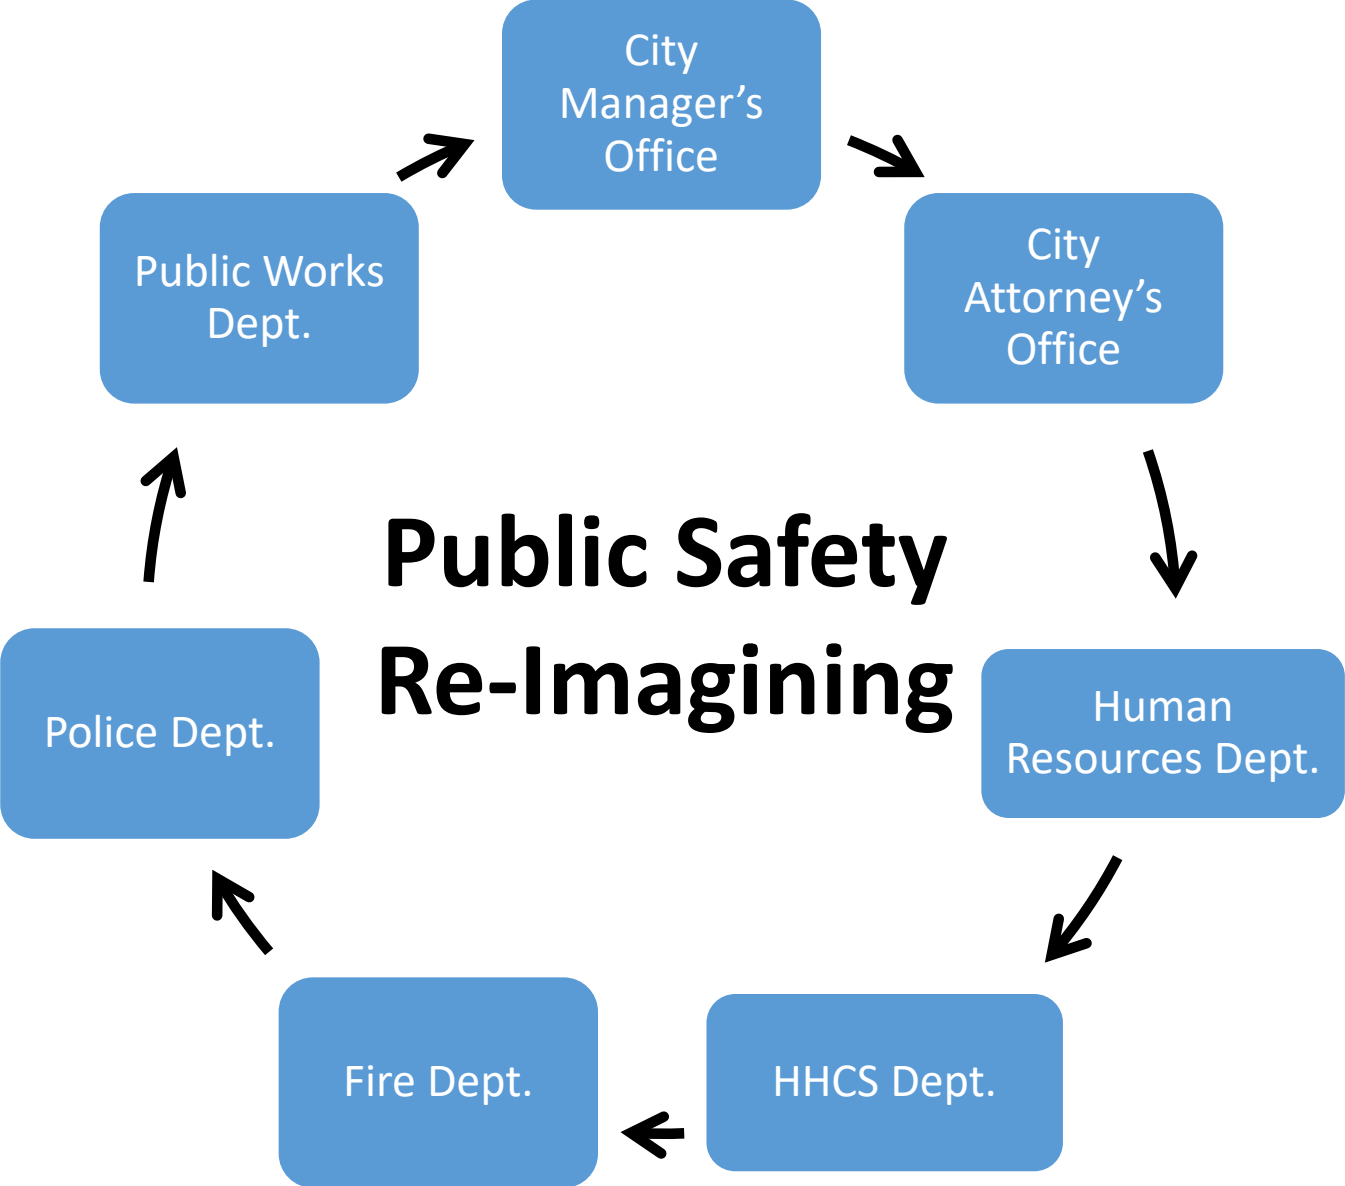 City
Manager’s
Office
City
Attorney’s
Office
Human
Resources Dept.
HHCS Dept.
Fire Dept.
Police Dept.
Public Works
Dept.
Public Safety
Re-Imagining